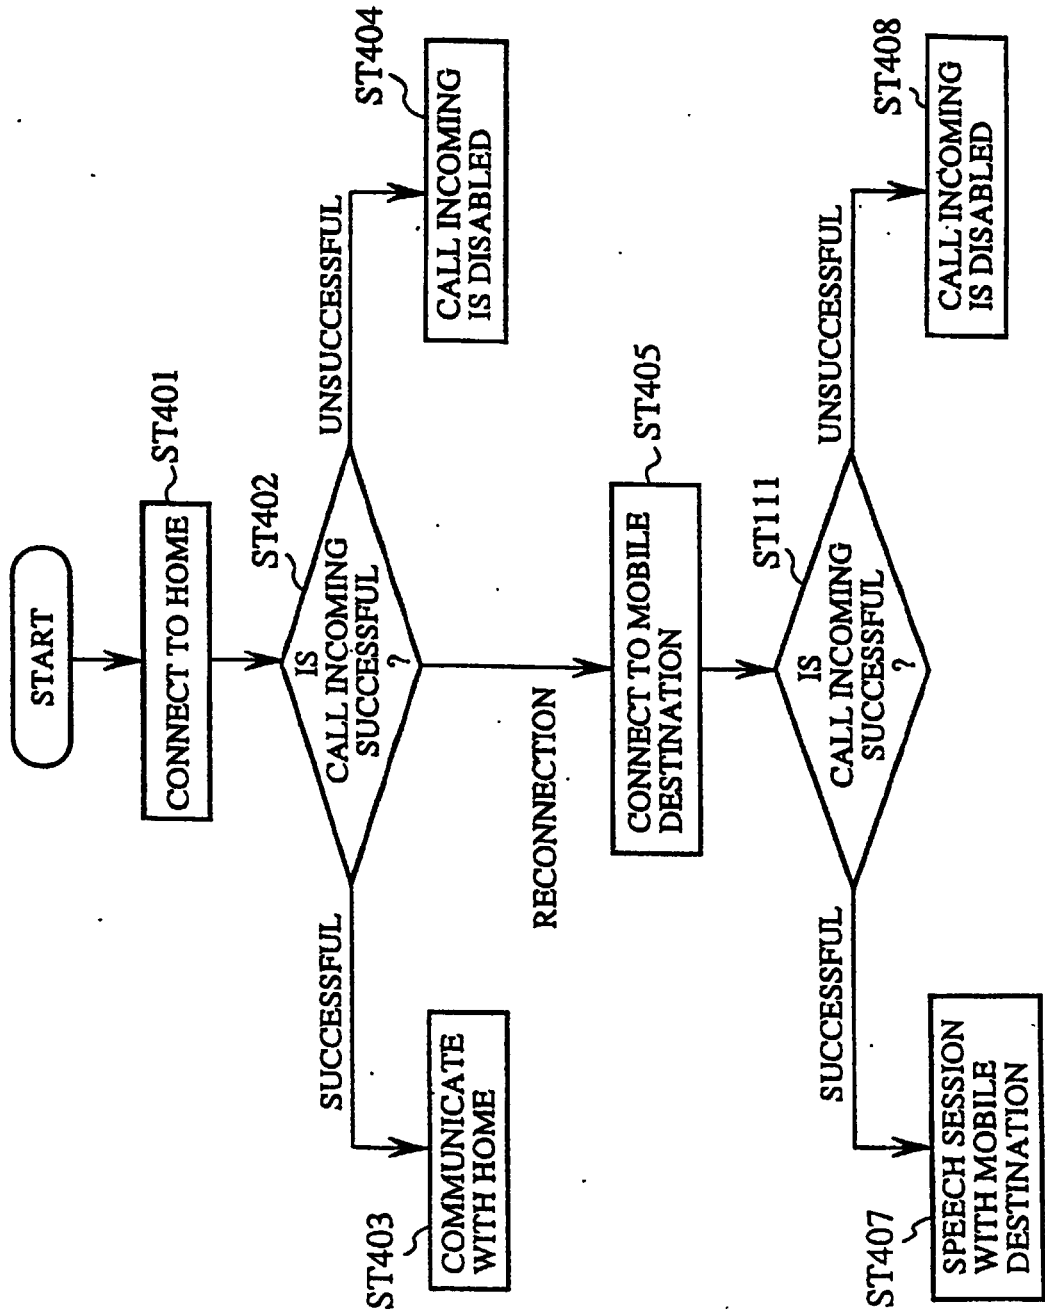 START
ST401
CONNECT TO HOME
ST402
IS
CALL INCOMING
SUCCESSFUL
?
SUCCESSFUL
UNSUCCESSFUL
ST403
COMMUNICATE
WITH HOME
ST404
CALL INCOMING
IS DISABLED
RECONNECTION
ST405
CONNECT TO MOBILE
DESTINATION
ST111
IS
CALL INCOMING
SUCCESSFUL
?
SUCCESSFUL
UNSUCCESSFUL
ST407
SPEECH SESSION
WITH MOBILE
DESTINATION
ST408
CALL INCOMING
IS DISABLED